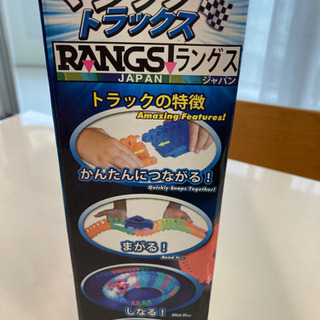 トラックス
RANGS ラングス
JAPAN ジャパン
トラックの特徴
Amazing Features!
かんたんにつながる!
Quickly Snaps Together!
まがる!
Bend It!
しなる!